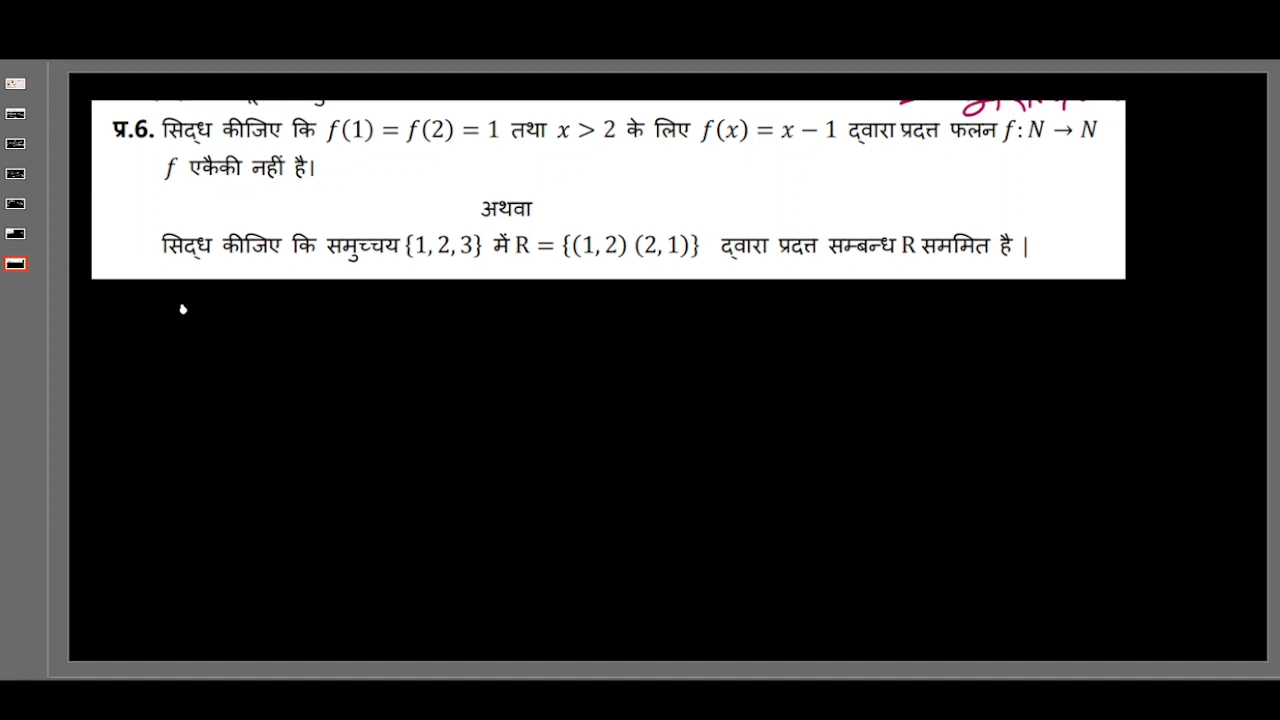 प्र.6. सिद्ध कीजिए कि f(1) = f(2) = 1 तथा x > 2 के लिए f(x) = x − 1 द्वारा प्रदत्त फलन f: N → N
f एकैकी नहीं है।
अथवा
सिद्ध कीजिए कि समुच्चय {1, 2, 3} में R = {(1, 2) (2, 1)} द्वारा प्रदत्त सम्बन्ध R सममित है |